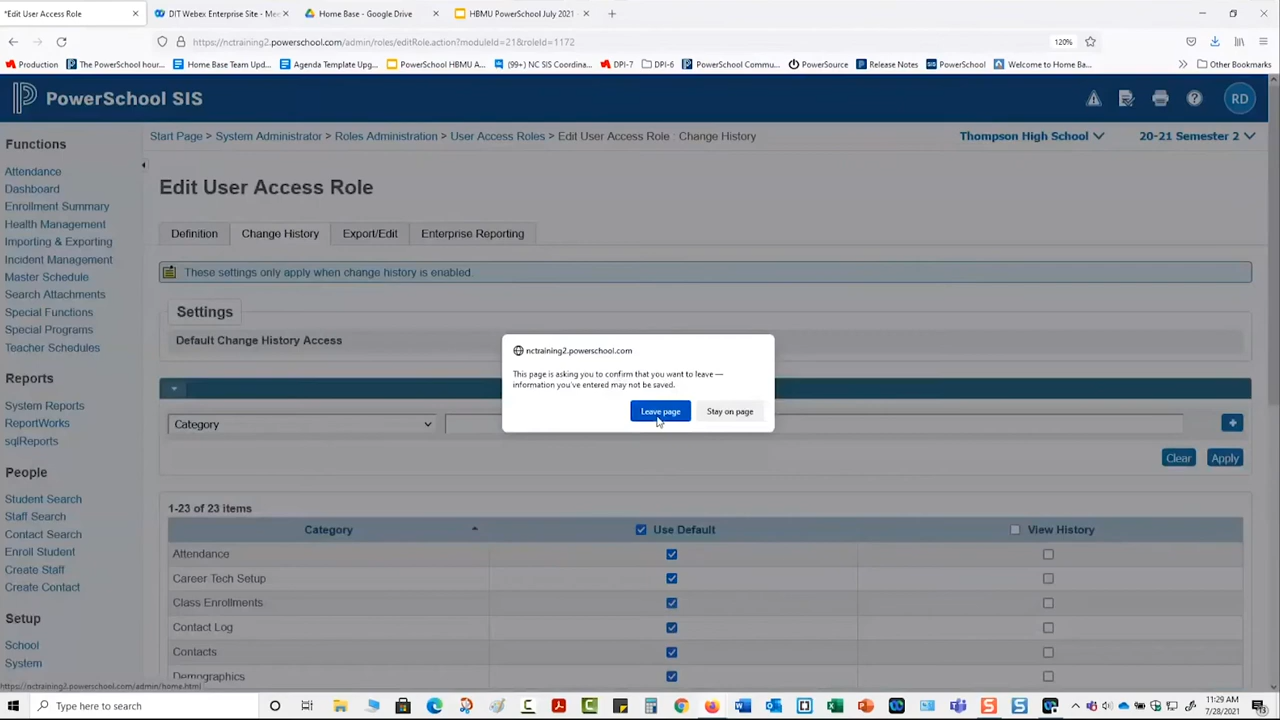 *Edit User Access Role
DIT Webex Enterprise Site - Me
Home Base - Google Drive
HBMU PowerSchool July 2021
https://nctraining2.powerschool.com/admin/roles/editRole.action?moduleId=21&roleId=1172
120%
Production
The PowerSchool hour...
Home Base Team Upd...
Agenda Template Upg...
PowerSchool HBMU A...
(99+) NC SIS Coordina...
DPI-7
DPI-6
PowerSchool Commu...
PowerSource
Release Notes
PowerSchool
Welcome to Home Ba...
Other Bookmarks
PowerSchool SIS
RD
Start Page > System Administrator > Roles Administration > User Access Roles > Edit User Access Role : Change History
Thompson High School
20-21 Semester 2
Functions
Attendance
Dashboard
Enrollment Summary
Health Management
Importing & Exporting
Incident Management
Master Schedule
Search Attachments
Special Functions
Special Programs
Teacher Schedules
Reports
System Reports
ReportWorks
sqlReports
People
Student Search
Staff Search
Contact Search
Enroll Student
Create Staff
Create Contact
Setup
School
System
https://nctraining2.powerschool.com/admin/home.html
Edit User Access Role
Definition
Change History
Export/Edit
Enterprise Reporting
These settings only apply when change history is enabled.
Settings
Default Change History Access
nctraining2.powerschool.com
This page is asking you to confirm that you want to leave —
information you've entered may not be saved.
Leave page
Stay on page
Category
Clear
Apply
1-23 of 23 items
Category
Use Default
View History
Attendance
Career Tech Setup
Class Enrollments
Contact Log
Contacts
Demographics
Type here to search
11:29 AM
7/28/2021